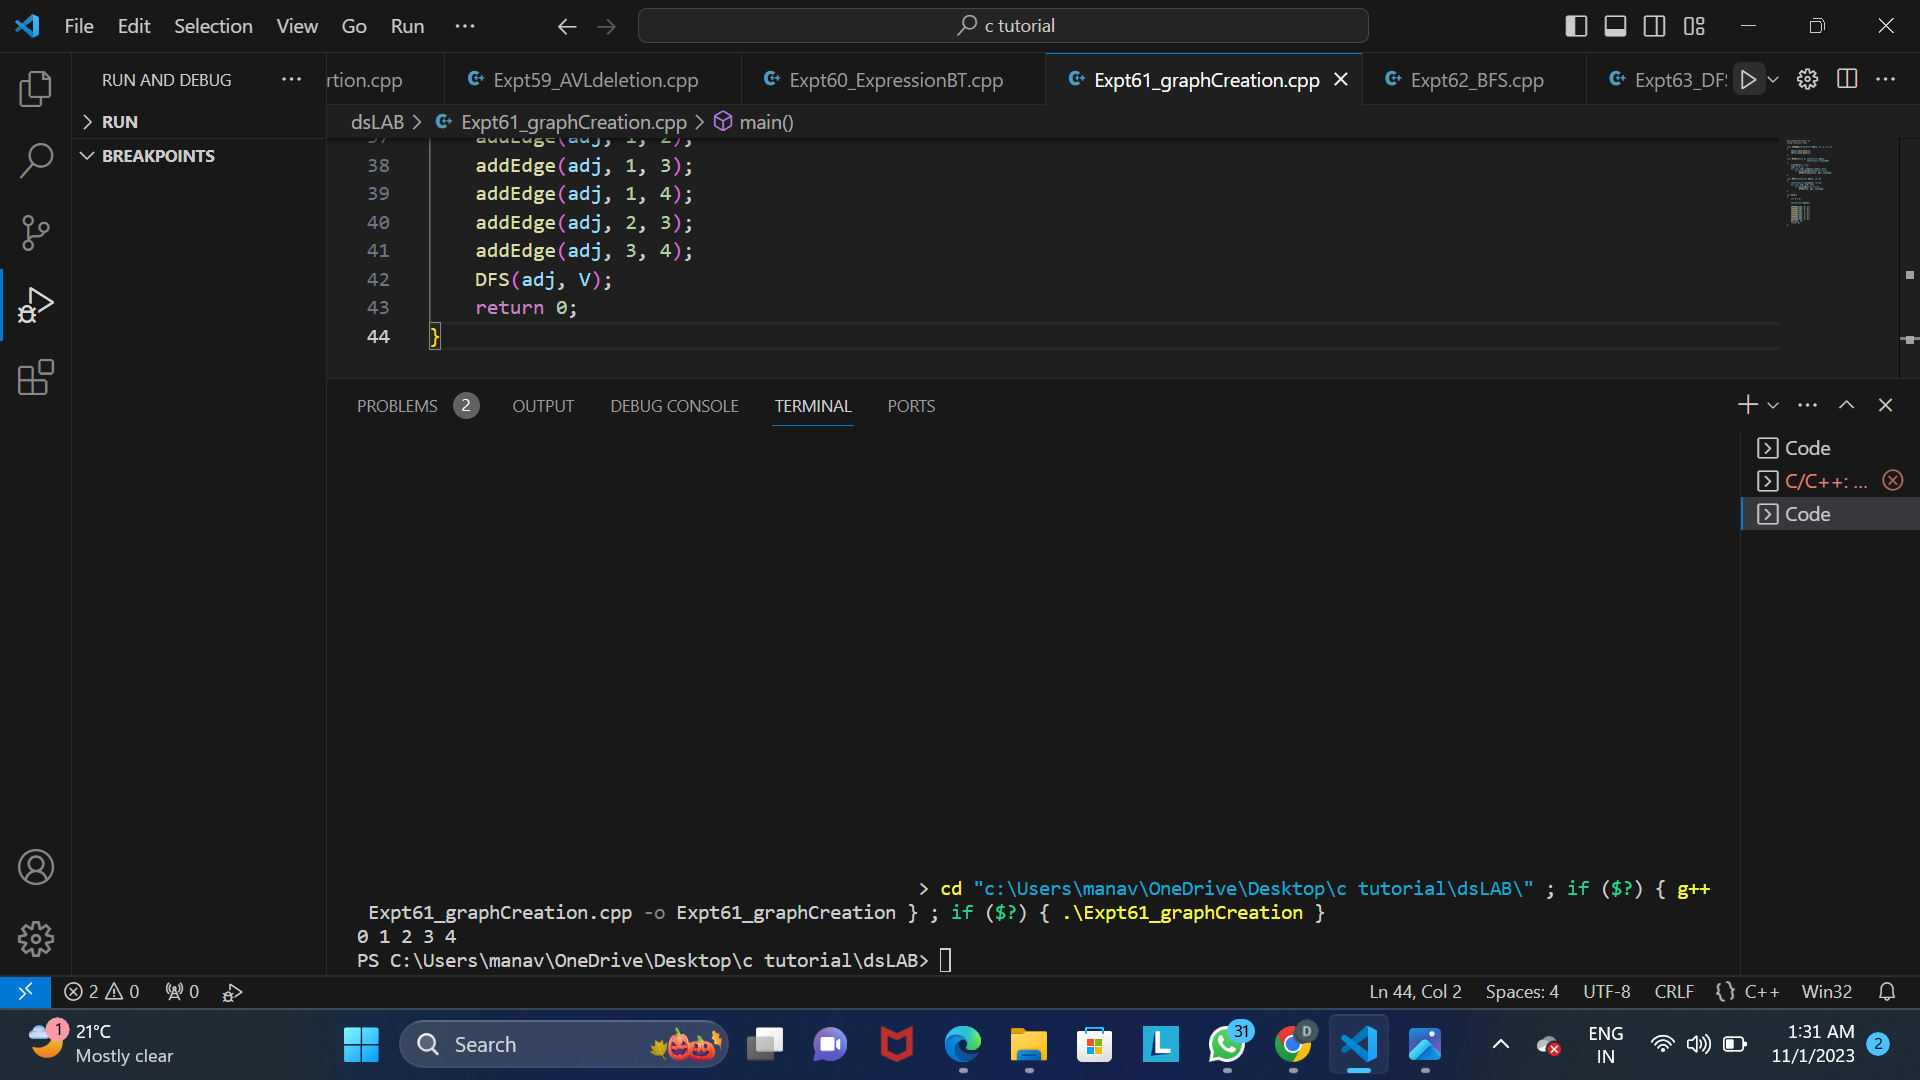 File Edit Selection View Go Run ···
c tutorial
RUN AND DEBUG ···
rtion.cpp
Expt59_AVLdeletion.cpp
Expt60_ExpressionBT.cpp
Expt61_graphCreation.cpp
Expt62_BFS.cpp
Expt63_DF
RUN
BREAKPOINTS
dsLAB > Expt61_graphCreation.cpp > main()
37 addEdge(adj, 1, 2);
38 addEdge(adj, 1, 3);
39 addEdge(adj, 1, 4);
40 addEdge(adj, 2, 3);
41 addEdge(adj, 3, 4);
42 DFS(adj, V);
43 return 0;
44 }
PROBLEMS 2 OUTPUT DEBUG CONSOLE TERMINAL PORTS
Code
C/C++: ...
Code
> cd "c:\Users\manav\OneDrive\Desktop\c tutorial\dsLAB\" ; if ($?) { g++
Expt61_graphCreation.cpp -o Expt61_graphCreation } ; if ($?) { .\Expt61_graphCreation }
0 1 2 3 4
PS C:\Users\manav\OneDrive\Desktop\c tutorial\dsLAB>
2 0 0
Ln 44, Col 2 Spaces: 4 UTF-8 CRLF {} C++ Win32
1
21°C
Mostly clear
Search
L
31
D
ENG
IN
1:31 AM
11/1/2023
2